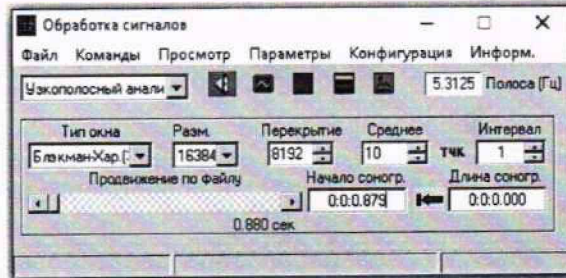 Обработка сигналов
Файл Команды Просмотр Параметры Конфигурация Информ.
Узкополосный анали 5.3125 Полоса [Гц]
Тип окна Разм. Перекрытие Среднее Интервал
Блэкман-Хар.[ 16384 8192 10 тчк 1
Продвижение по файлу Начало соногр. Длина соногр.
0:0:0.879 0:0:0.000
0.880 сек